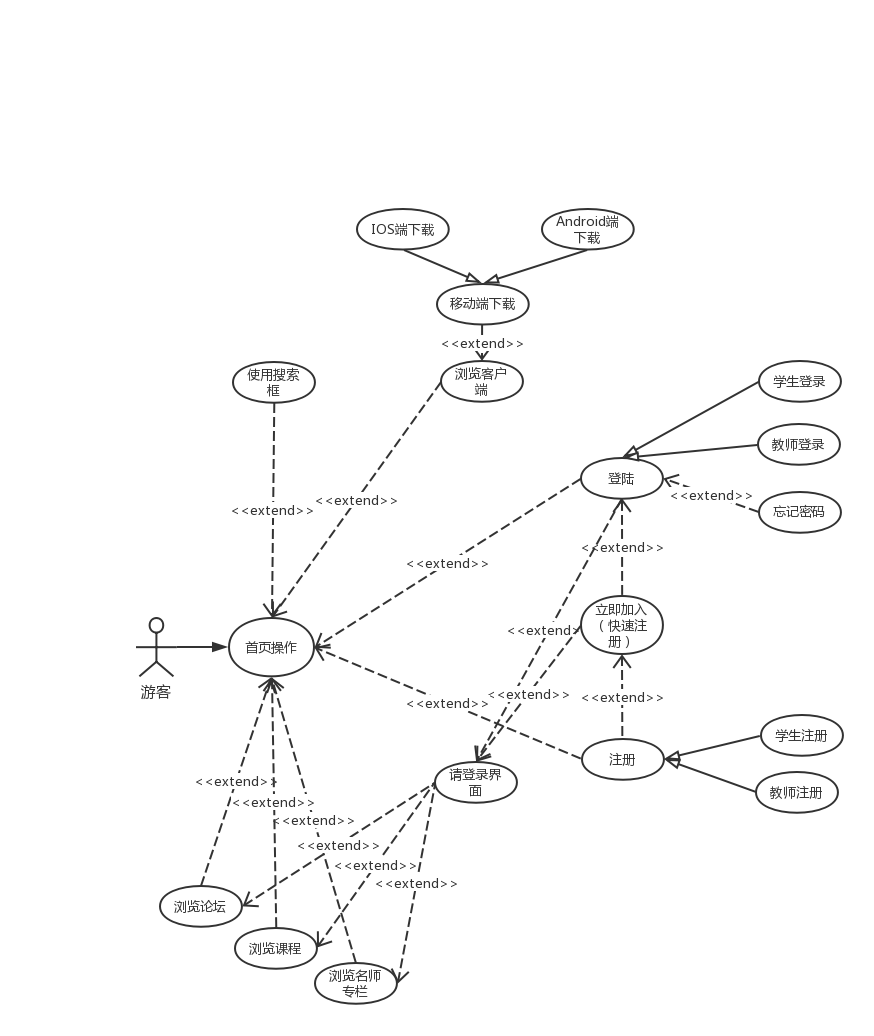 IOS端下载
Android端
下载
移动端下载
<<extend>>
使用搜索
框
浏览客户
端
学生登录
教师登录
登陆
忘记密码
<<extend>>
<<extend>>
<<extend>>
<<extend>>
<<extend>>
立即加入
（快速注
册）
<<extend>>
游客
首页操作
<<extend>>
<<extend>>
<<extend>>
学生注册
注册
请登录界
面
教师注册
<<extend>>
<<extend>>
<<extend>>
<<extend>>
<<extend>>
<<extend>>
浏览论坛
浏览课程
浏览名师
专栏